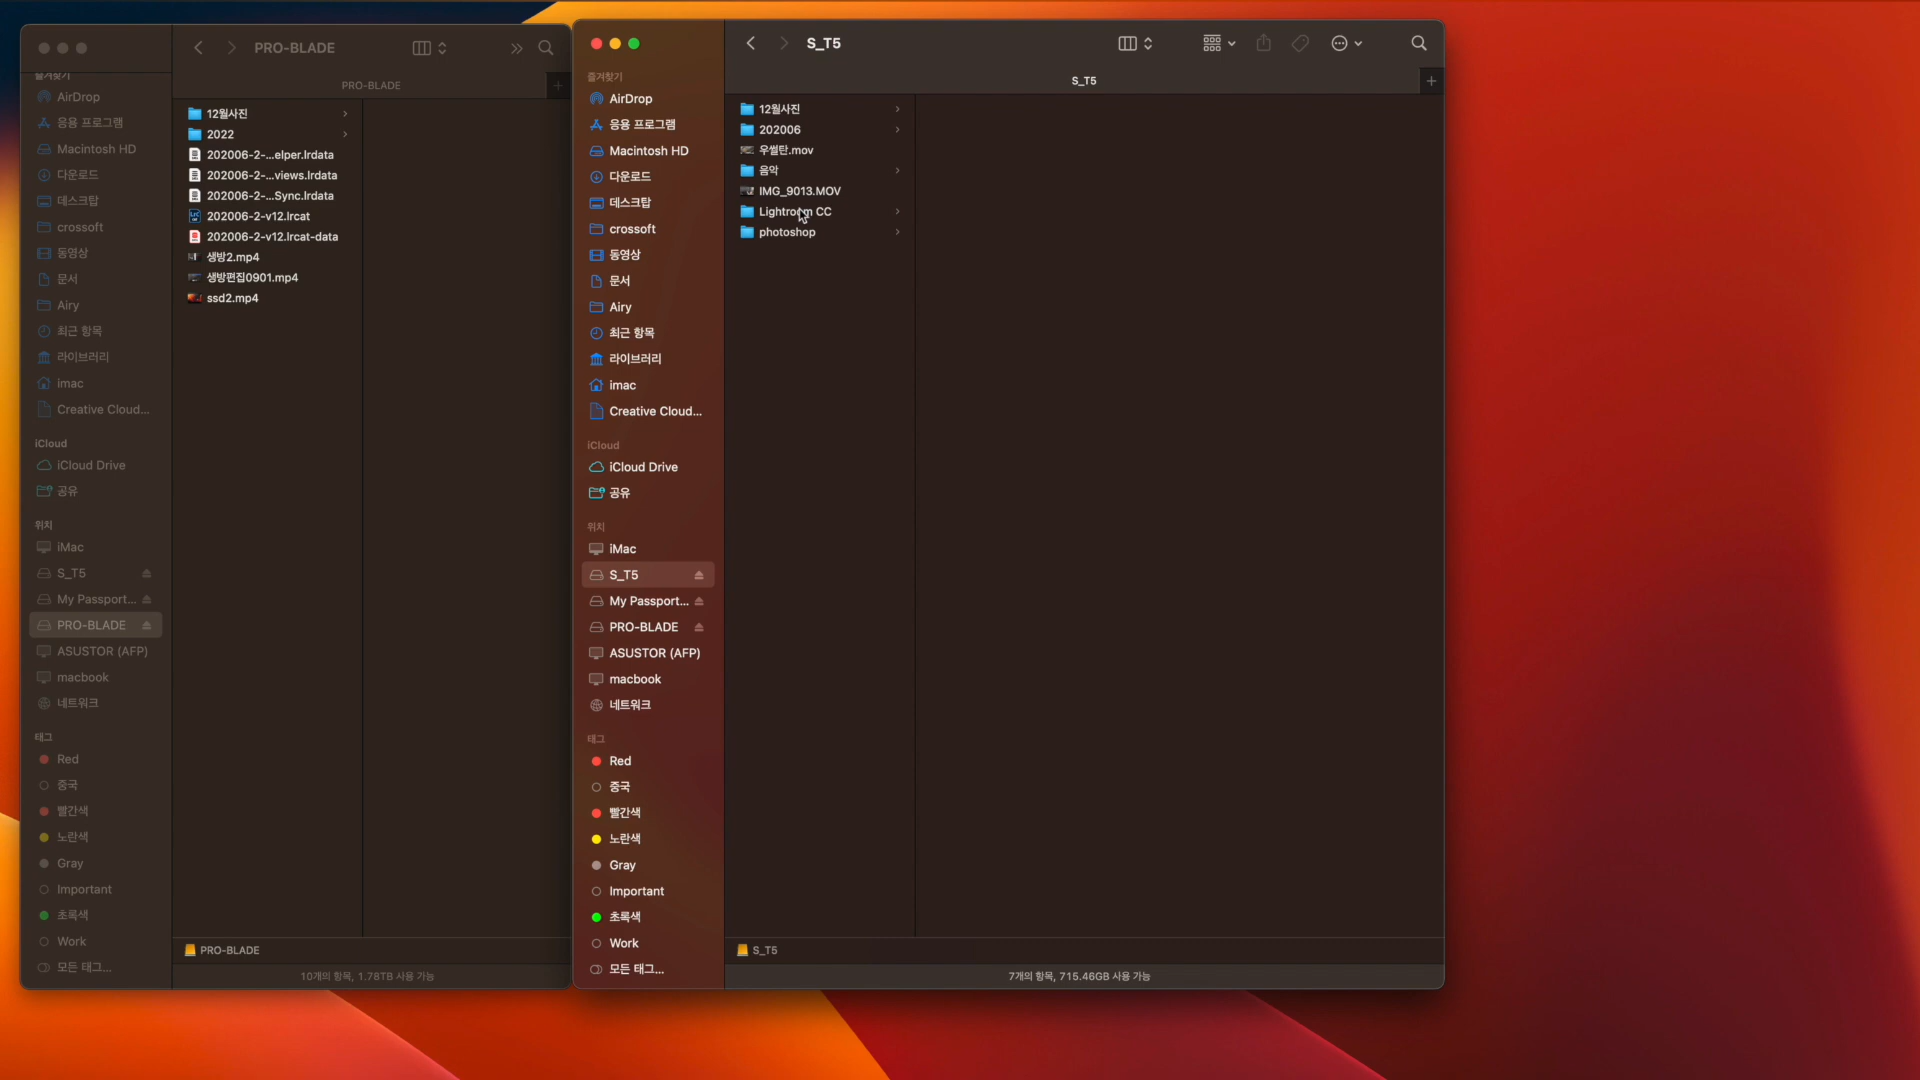 PRO-BLADE
PRO-BLADE
즐겨찾기
AirDrop
응용 프로그램
Macintosh HD
다운로드
데스크탑
crossoft
동영상
문서
Airy
최근 항목
라이브러리
imac
Creative Cloud...
iCloud
iCloud Drive
공유
위치
iMac
S_T5
My Passport...
PRO-BLADE
ASUSTOR (AFP)
macbook
네트워크
태그
Red
중국
빨간색
노란색
Gray
Important
초록색
Work
모든 태그...
12월사진
2022
202006-2-...elper.lrdata
202006-2-...views.lrdata
202006-2-...Sync.lrdata
202006-2-v12.lrcat
202006-2-v12.lrcat-data
생방2.mp4
생방편집0901.mp4
ssd2.mp4
PRO-BLADE
10개의 항목, 1.78TB 사용 가능
S_T5
S_T5
즐겨찾기
AirDrop
응용 프로그램
Macintosh HD
다운로드
데스크탑
crossoft
동영상
문서
Airy
최근 항목
라이브러리
imac
Creative Cloud...
iCloud
iCloud Drive
공유
위치
iMac
S_T5
My Passport...
PRO-BLADE
ASUSTOR (AFP)
macbook
네트워크
태그
Red
중국
빨간색
노란색
Gray
Important
초록색
Work
모든 태그...
12월사진
202006
우썰탄.mov
음악
IMG_9013.MOV
Lightroom CC
photoshop
S_T5
7개의 항목, 715.46GB 사용 가능